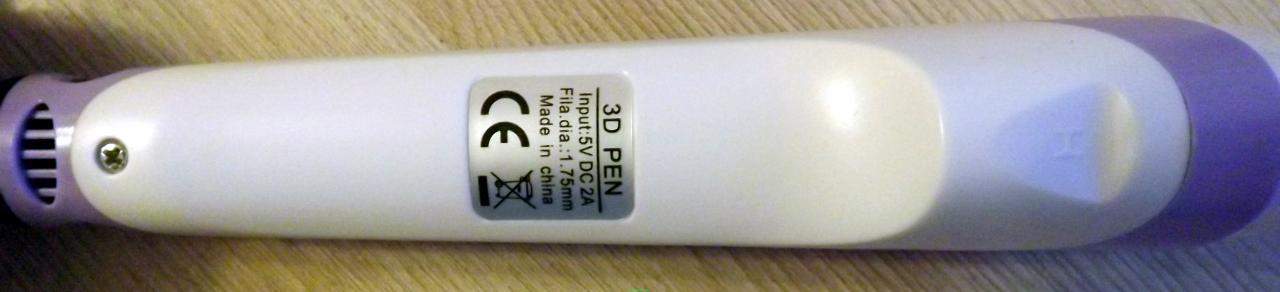 3D PEN
Input:5V DC 2A
Fila.dia.:1.75mm
Made in china
CE